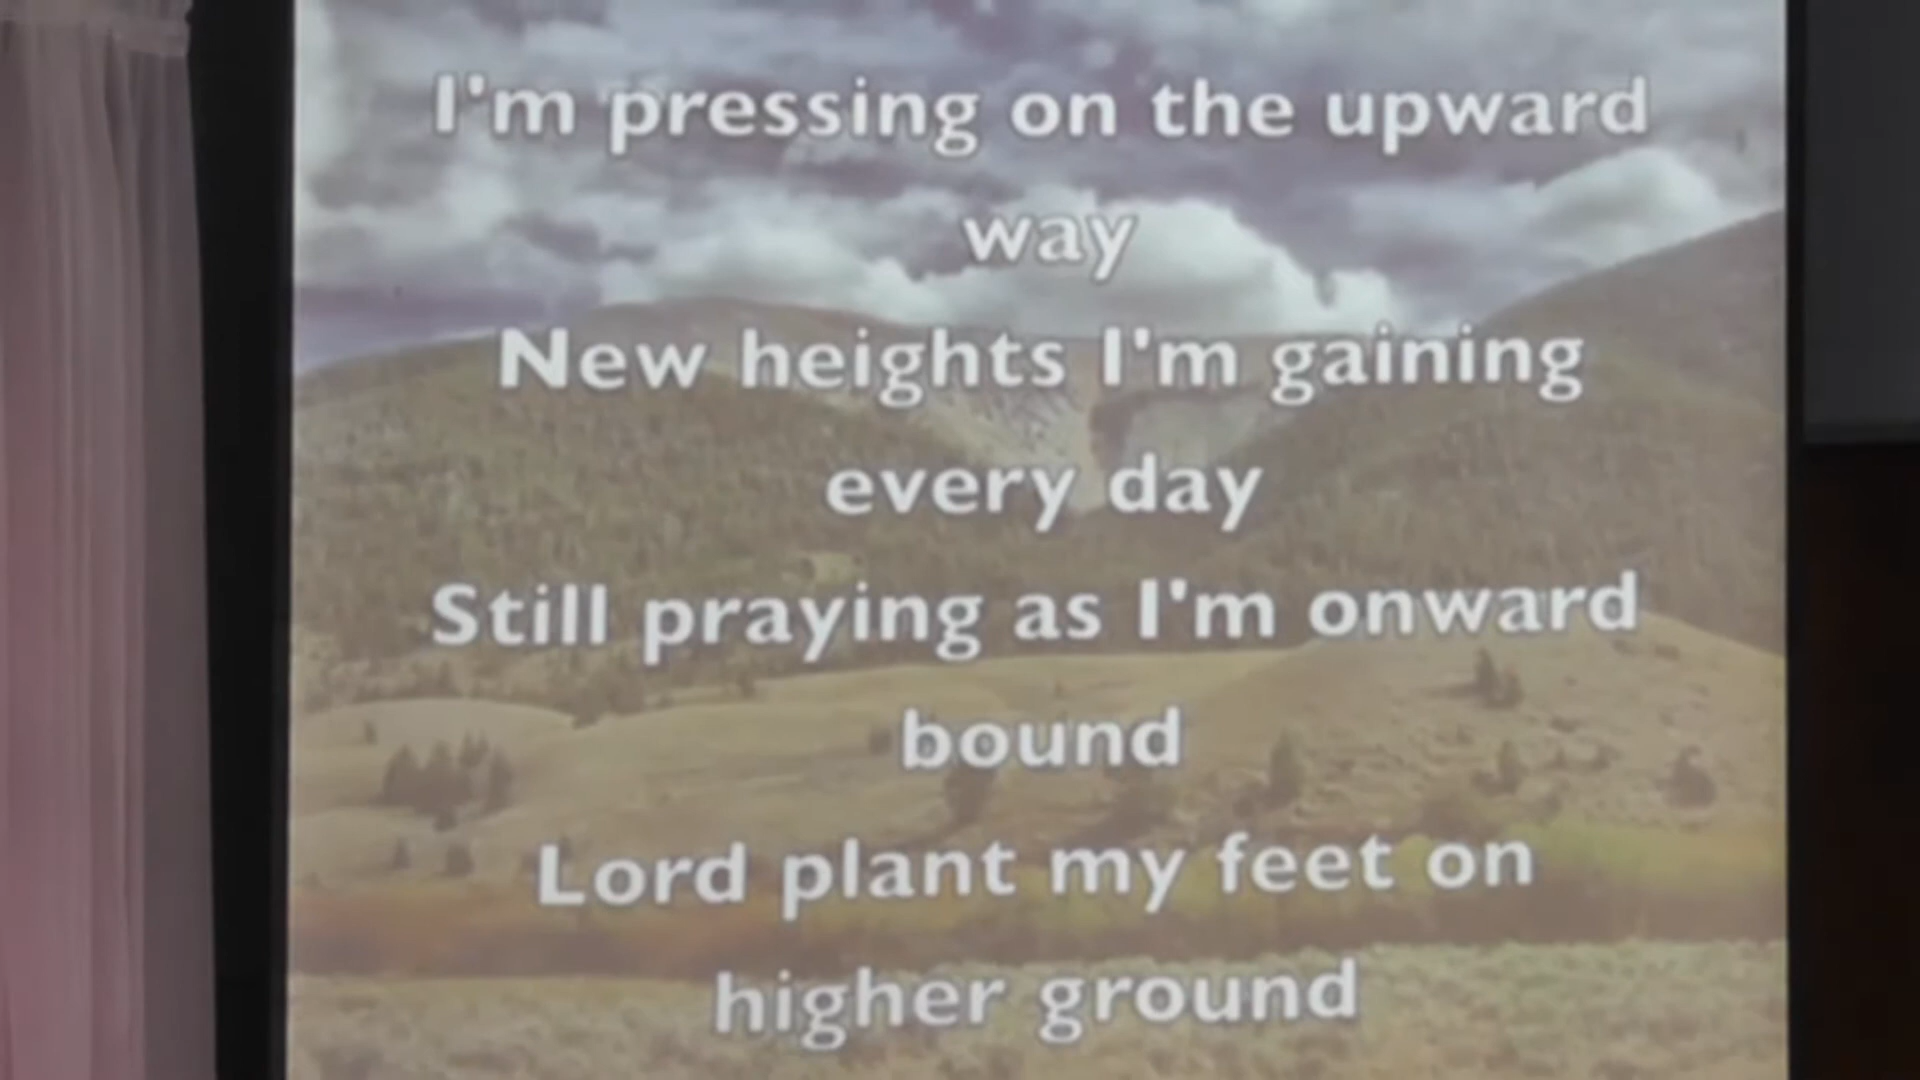 I'm pressing on the upward
way
New heights I'm gaining
every day
Still praying as I'm onward
bound
Lord plant my feet on
higher ground